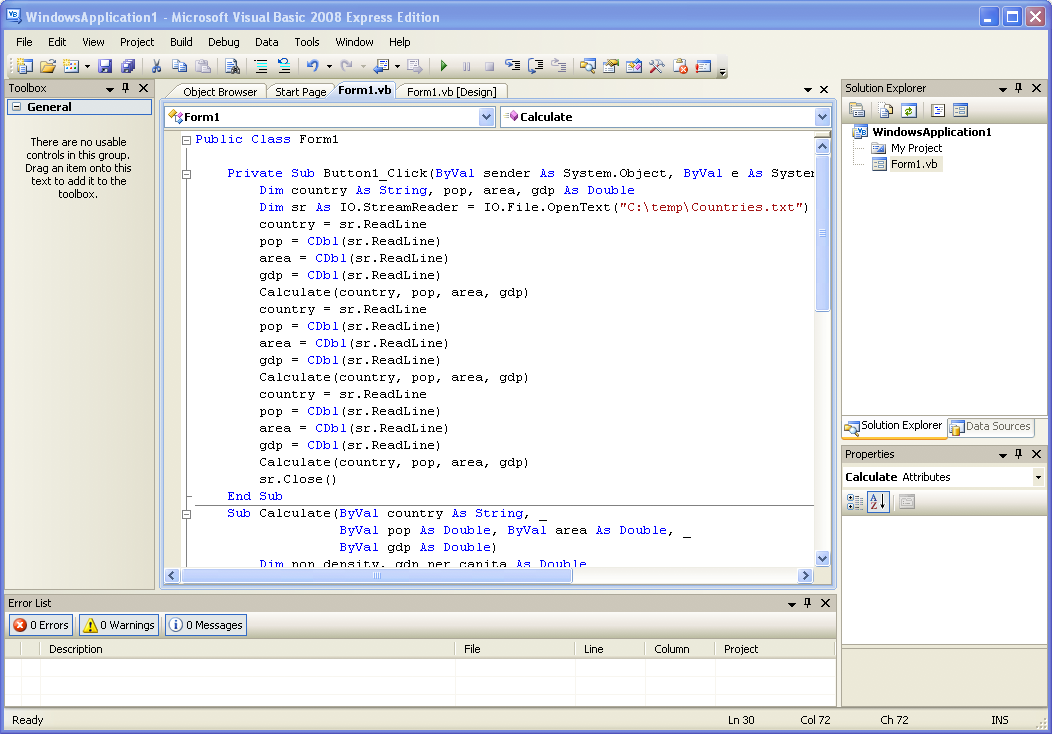 WindowsApplication1 - Microsoft Visual Basic 2008 Express Edition
File Edit View Project Build Debug Data Tools Window Help
Toolbox
General
There are no usable
controls in this group.
Drag an item onto this
text to add it to the
toolbox.
Object Browser Start Page Form1.vb Form1.vb [Design]
Form1 Calculate
Public Class Form1
Private Sub Button1_Click(ByVal sender As System.Object, ByVal e As System
Dim country As String, pop, area, gdp As Double
Dim sr As IO.StreamReader = IO.File.OpenText("C:\temp\Countries.txt")
country = sr.ReadLine
pop = CDbl(sr.ReadLine)
area = CDbl(sr.ReadLine)
gdp = CDbl(sr.ReadLine)
Calculate(country, pop, area, gdp)
country = sr.ReadLine
pop = CDbl(sr.ReadLine)
area = CDbl(sr.ReadLine)
gdp = CDbl(sr.ReadLine)
Calculate(country, pop, area, gdp)
country = sr.ReadLine
pop = CDbl(sr.ReadLine)
area = CDbl(sr.ReadLine)
gdp = CDbl(sr.ReadLine)
Calculate(country, pop, area, gdp)
sr.Close()
End Sub
Sub Calculate(ByVal country As String, _
ByVal pop As Double, ByVal area As Double, _
ByVal gdp As Double)
Dim pop_density, gdp_per_capita As Double
Solution Explorer
WindowsApplication1
My Project
Form1.vb
Solution Explorer Data Sources
Properties
Calculate Attributes
Error List
0 Errors 0 Warnings 0 Messages
Description File Line Column Project
Ready Ln 30 Col 72 Ch 72 INS